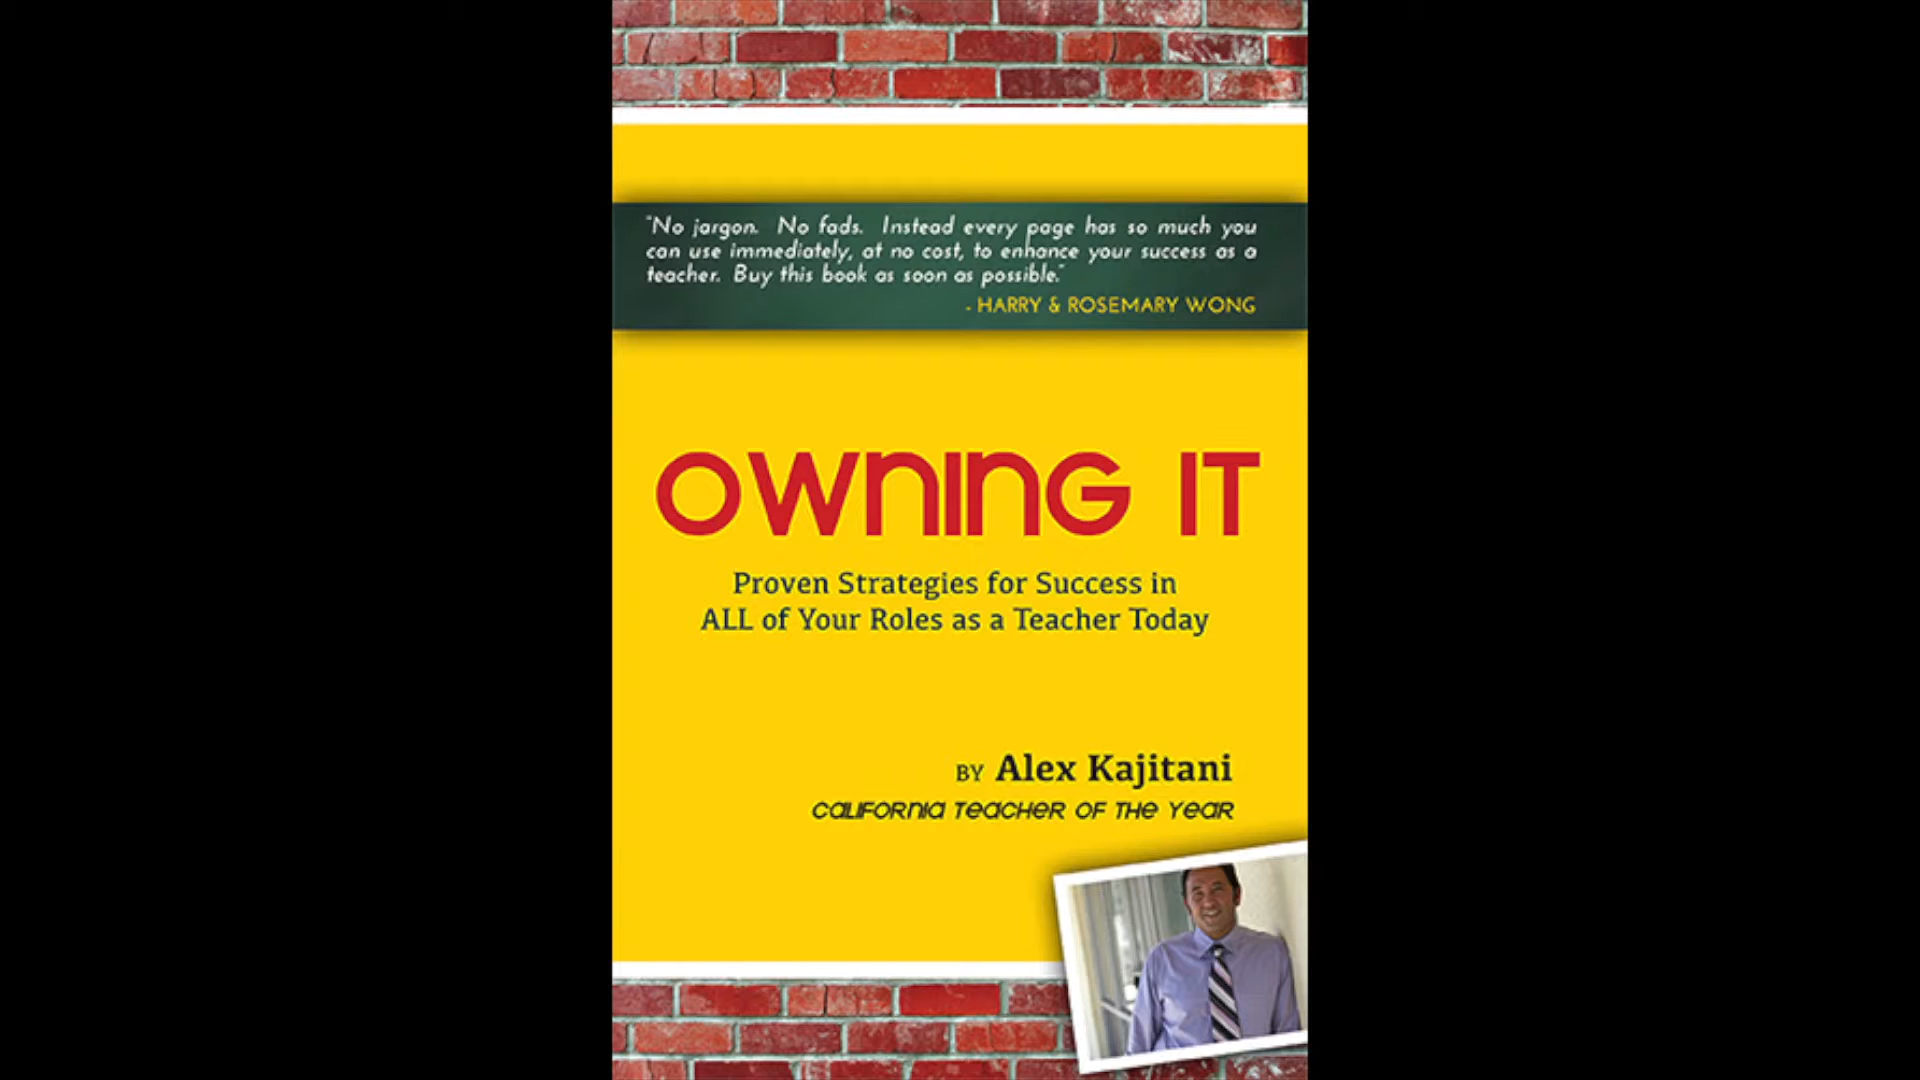 "No jargon. No fads. Instead every page has so much you
can use immediately, at no cost, to enhance your success as a
teacher. Buy this book as soon as possible."
- HARRY & ROSEMARY WONG
OWNING IT
Proven Strategies for Success in
ALL of Your Roles as a Teacher Today
BY Alex Kajitani
CALIFORNIA TEACHER OF THE YEAR